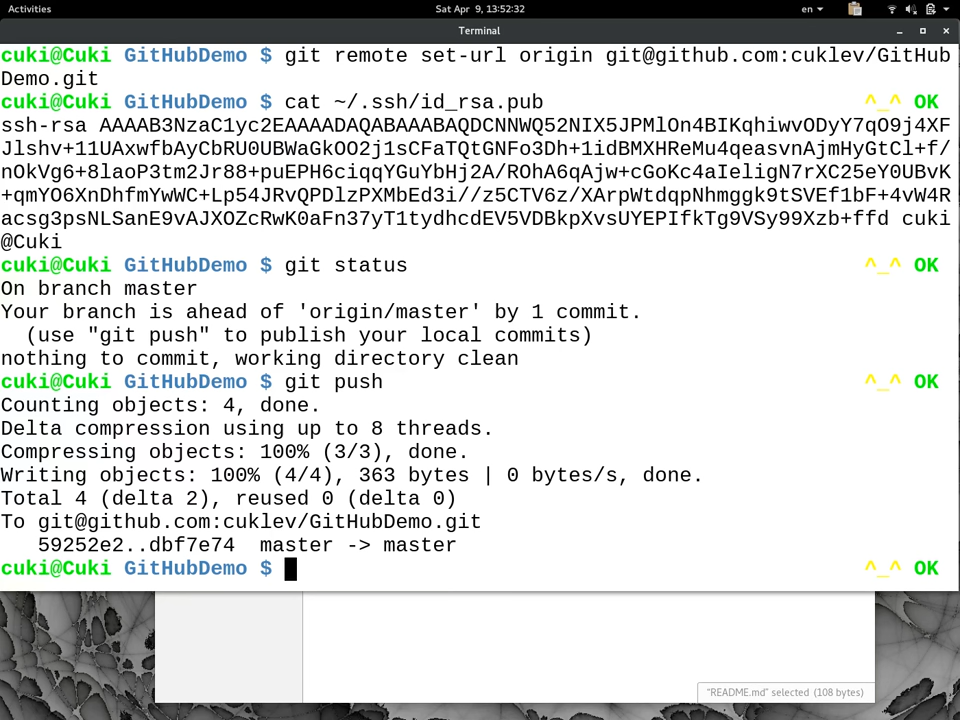 Activities
Sat Apr 9, 13:52:32
en
Terminal
cuki@Cuki GitHubDemo $ git remote set-url origin git@github.com:cuklev/GitHub
Demo.git
cuki@Cuki GitHubDemo $ cat ~/.ssh/id_rsa.pub ^_^ OK
ssh-rsa AAAAB3NzaC1yc2EAAAADAQABAAABAQDCNNWQ52NIX5JPMlOn4BIKqhiwvODyY7qO9j4XF
Jlshv+11UAxwfbAyCbRU0UBWaGkOO2j1sCFaTQtGNFo3Dh+1idBMXHReMu4qeasvnAjmHyGtCl+f/
nOkVg6+8laoP3tm2Jr88+puEPH6ciqqYGuYbHj2A/ROhA6qAjw+cGoKc4aIeligN7rXC25eY0UBvK
+qmYO6XnDhfmYwWC+Lp54JRvQPDlzPXMbEd3i//z5CTV6z/XArpWtdqpNhmggk9tSVEf1bF+4vW4R
acsg3psNLSanE9vAJXOZcRwK0aFn37yT1tydhcdEV5VDBkpXvsUYEPIfkTg9VSy99Xzb+ffd cuki
@Cuki
cuki@Cuki GitHubDemo $ git status ^_^ OK
On branch master
Your branch is ahead of 'origin/master' by 1 commit.
  (use "git push" to publish your local commits)
nothing to commit, working directory clean
cuki@Cuki GitHubDemo $ git push ^_^ OK
Counting objects: 4, done.
Delta compression using up to 8 threads.
Compressing objects: 100% (3/3), done.
Writing objects: 100% (4/4), 363 bytes | 0 bytes/s, done.
Total 4 (delta 2), reused 0 (delta 0)
To git@github.com:cuklev/GitHubDemo.git
   59252e2..dbf7e74  master -> master
cuki@Cuki GitHubDemo $ ^_^ OK
“README.md” selected (108 bytes)